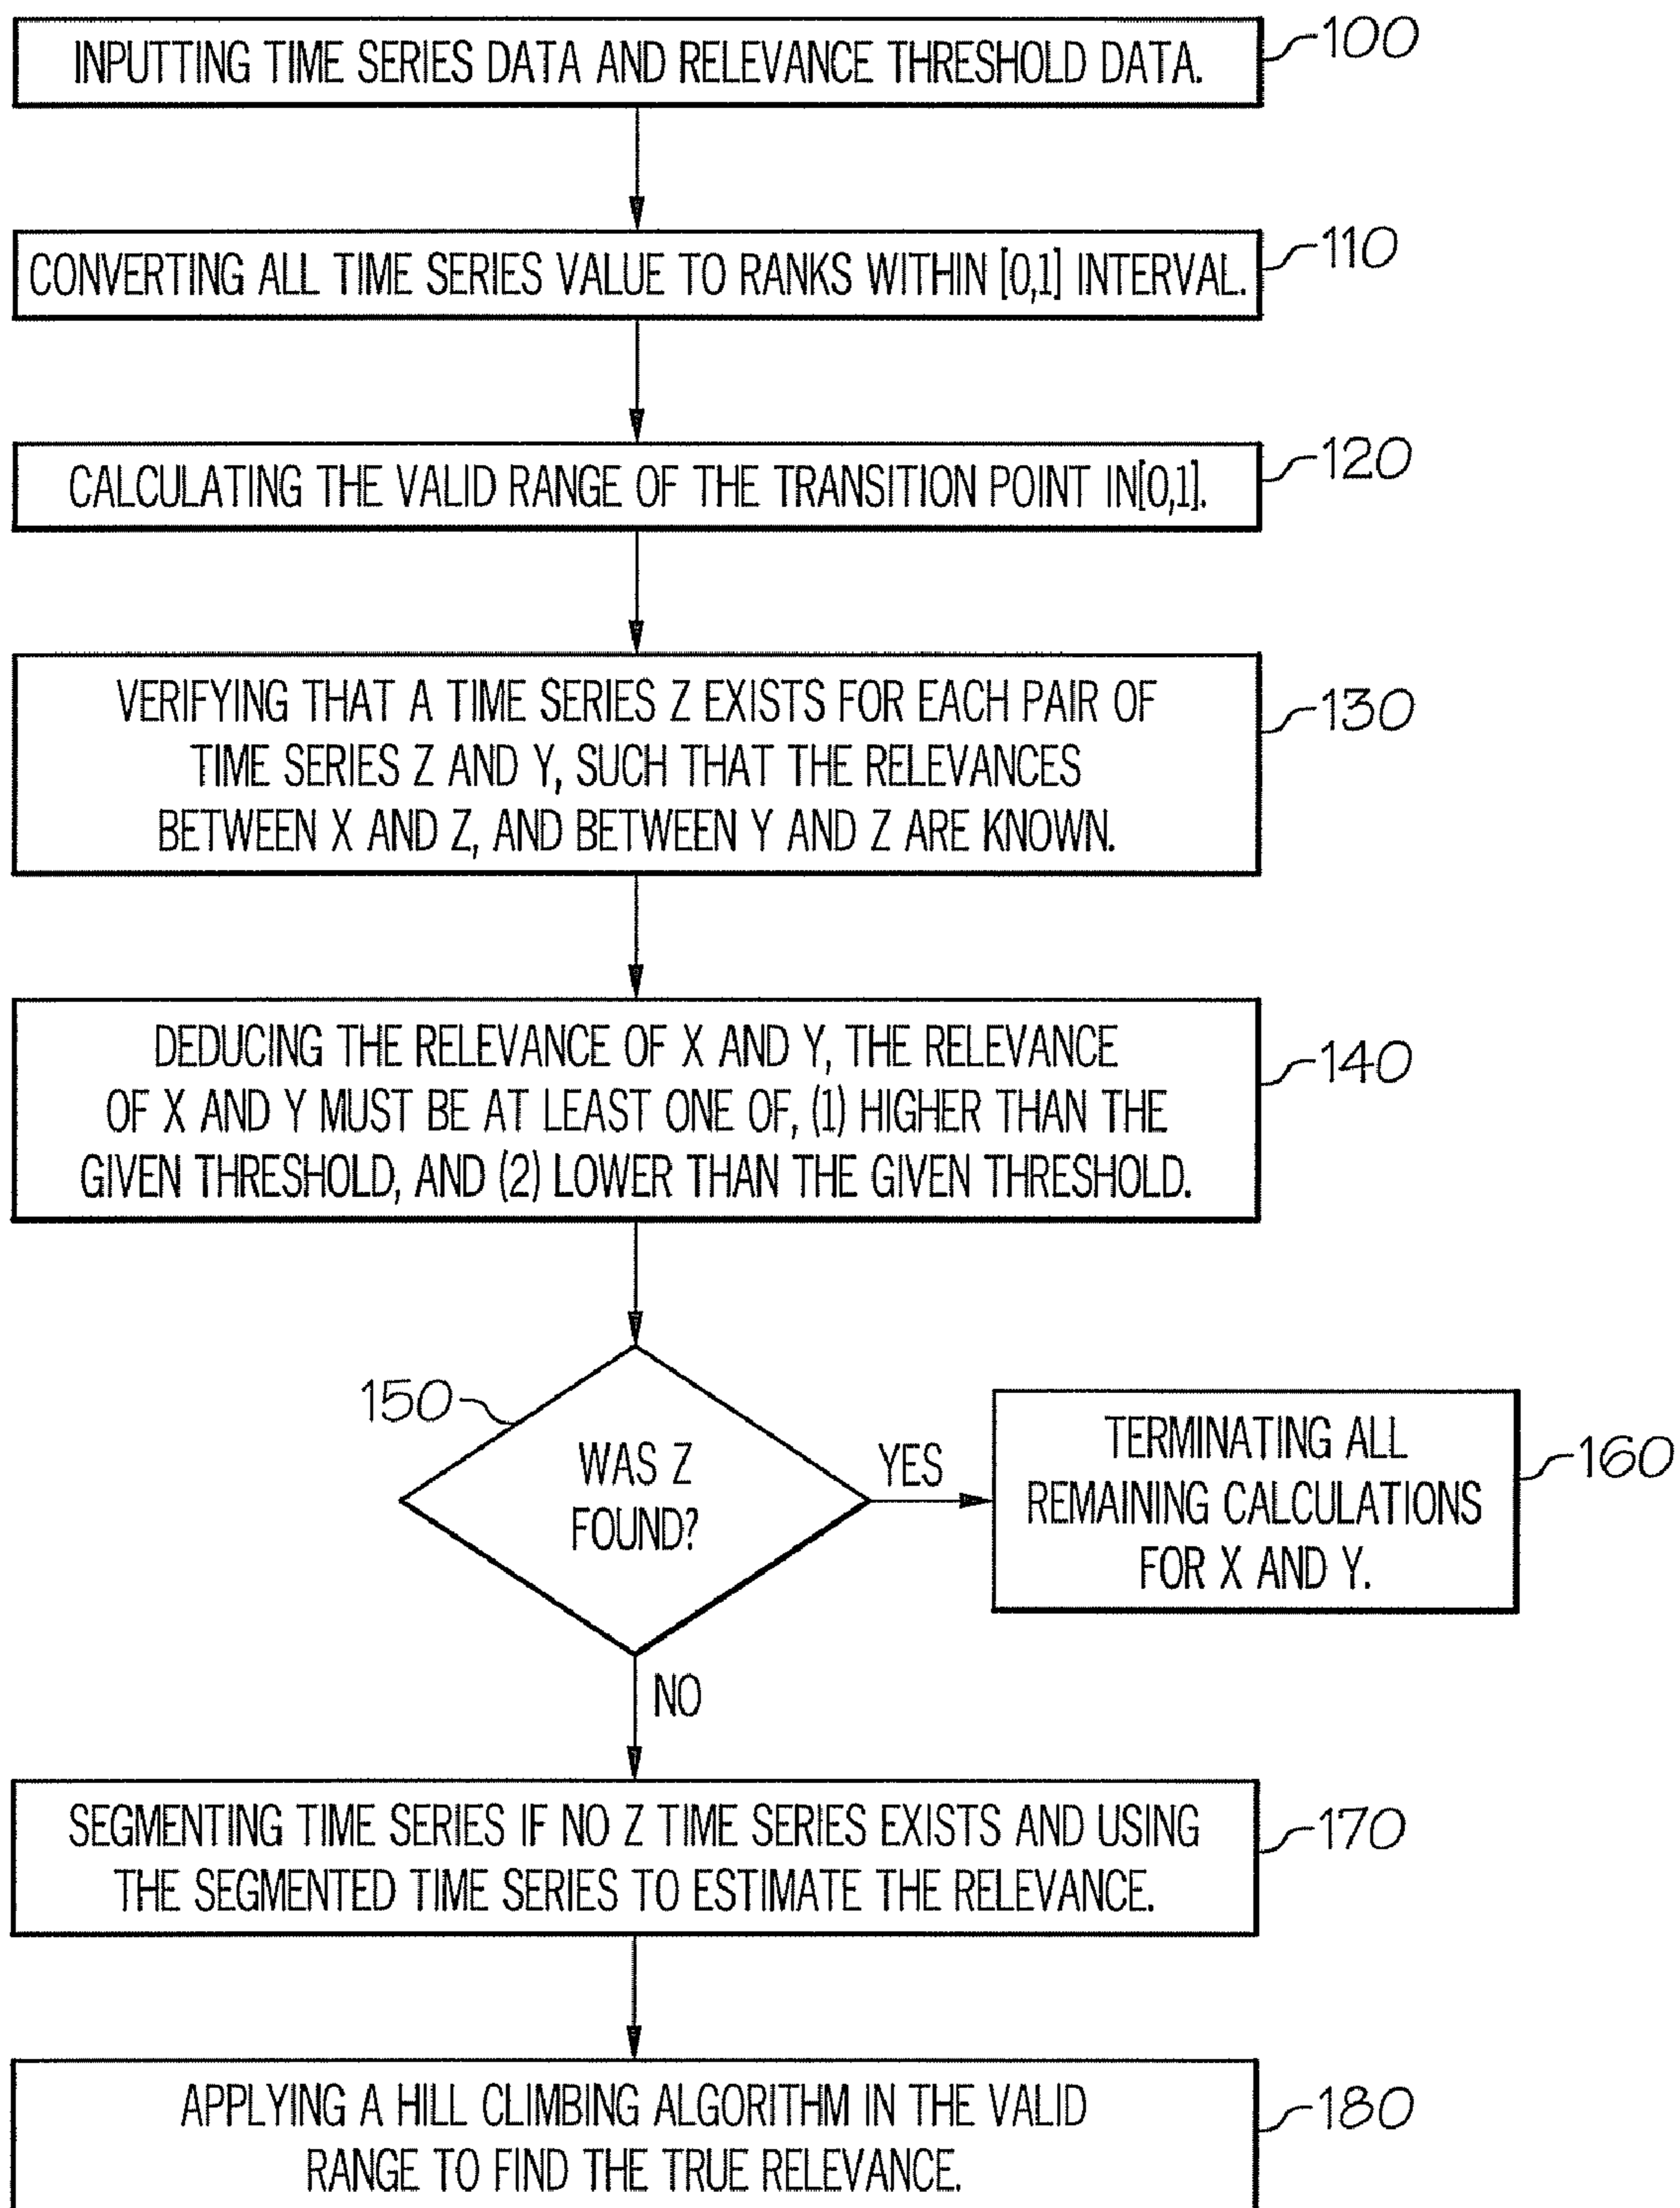 INPUTTING TIME SERIES DATA AND RELEVANCE THRESHOLD DATA.
100
CONVERTING ALL TIME SERIES VALUE TO RANKS WITHIN [0,1] INTERVAL.
110
CALCULATING THE VALID RANGE OF THE TRANSITION POINT IN[0,1].
120
VERIFYING THAT A TIME SERIES Z EXISTS FOR EACH PAIR OF
TIME SERIES Z AND Y, SUCH THAT THE RELEVANCES
BETWEEN X AND Z, AND BETWEEN Y AND Z ARE KNOWN.
130
DEDUCING THE RELEVANCE OF X AND Y, THE RELEVANCE
OF X AND Y MUST BE AT LEAST ONE OF, (1) HIGHER THAN THE
GIVEN THRESHOLD, AND (2) LOWER THAN THE GIVEN THRESHOLD.
140
150
WAS Z
FOUND?
YES
TERMINATING ALL
REMAINING CALCULATIONS
FOR X AND Y.
160
NO
SEGMENTING TIME SERIES IF NO Z TIME SERIES EXISTS AND USING
THE SEGMENTED TIME SERIES TO ESTIMATE THE RELEVANCE.
170
APPLYING A HILL CLIMBING ALGORITHM IN THE VALID
RANGE TO FIND THE TRUE RELEVANCE.
180